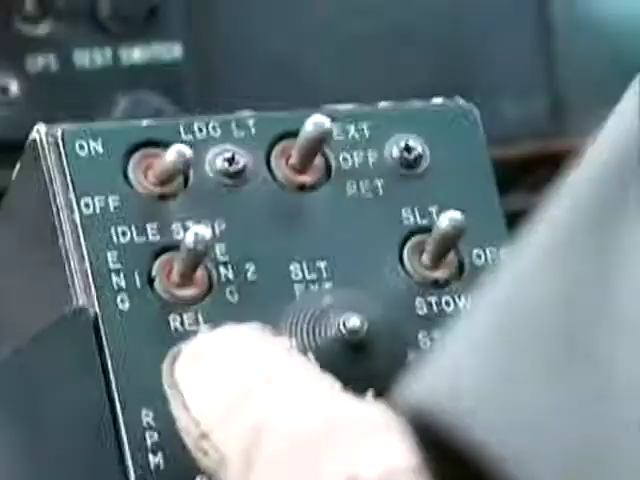 TEST SWITCH
LDG LT
ON
EXT
OFF
OFF
RET
IDLE STOP
SLT
ENG 1
ENG 2
SLT
EXT
STOW
REL
RPM